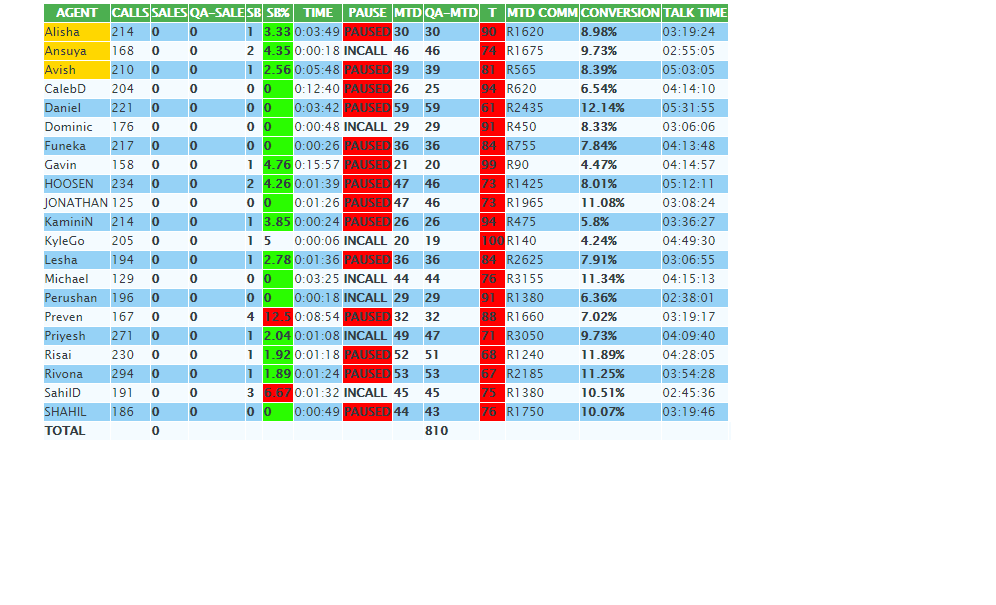 AGENT CALLS SALES QA-SALE SB SB% TIME PAUSE MTD QA-MTD T MTD COMM CONVERSION TALK TIME
Alisha 214 0 0 1 3.33 0:03:49 PAUSED 30 30 90 R1620 8.98% 03:19:24
Ansuya 168 0 0 2 4.35 0:00:18 INCALL 46 46 74 R1675 9.73% 02:55:05
Avish 210 0 0 1 2.56 0:05:48 PAUSED 39 39 81 R565 8.39% 05:03:05
CalebD 204 0 0 0 0 0:12:40 PAUSED 26 25 94 R620 6.54% 04:14:10
Daniel 221 0 0 0 0 0:03:42 PAUSED 59 59 61 R2435 12.14% 05:31:55
Dominic 176 0 0 0 0 0:00:48 INCALL 29 29 91 R450 8.33% 03:06:06
Funeka 217 0 0 0 0 0:00:26 PAUSED 36 36 84 R755 7.84% 04:13:48
Gavin 158 0 0 1 4.76 0:15:57 PAUSED 21 20 99 R90 4.47% 04:14:57
HOOSEN 234 0 0 2 4.26 0:01:39 PAUSED 47 46 73 R1425 8.01% 05:12:11
JONATHAN 125 0 0 0 0 0:01:26 PAUSED 47 46 73 R1965 11.08% 03:08:24
KaminiN 214 0 0 1 3.85 0:00:24 PAUSED 26 26 94 R475 5.8% 03:36:27
KyleGo 205 0 0 1 5 0:00:06 INCALL 20 19 100 R140 4.24% 04:49:30
Lesha 194 0 0 1 2.78 0:01:36 PAUSED 36 36 84 R2625 7.91% 03:06:55
Michael 129 0 0 0 0 0:03:25 INCALL 44 44 76 R3155 11.34% 04:15:13
Perushan 196 0 0 0 0 0:00:18 INCALL 29 29 91 R1380 6.36% 02:38:01
Preven 167 0 0 4 12.5 0:08:54 PAUSED 32 32 88 R1660 7.02% 03:19:17
Priyesh 271 0 0 1 2.04 0:01:08 INCALL 49 47 71 R3050 9.73% 04:09:40
Risai 230 0 0 1 1.92 0:01:18 PAUSED 52 51 68 R1240 11.89% 04:28:05
Rivona 294 0 0 1 1.89 0:01:24 PAUSED 53 53 67 R2185 11.25% 03:54:28
SahilD 191 0 0 3 6.67 0:01:32 INCALL 45 45 75 R1380 10.51% 02:45:36
SHAHIL 186 0 0 0 0 0:00:49 PAUSED 44 43 76 R1750 10.07% 03:19:46
TOTAL 0 810